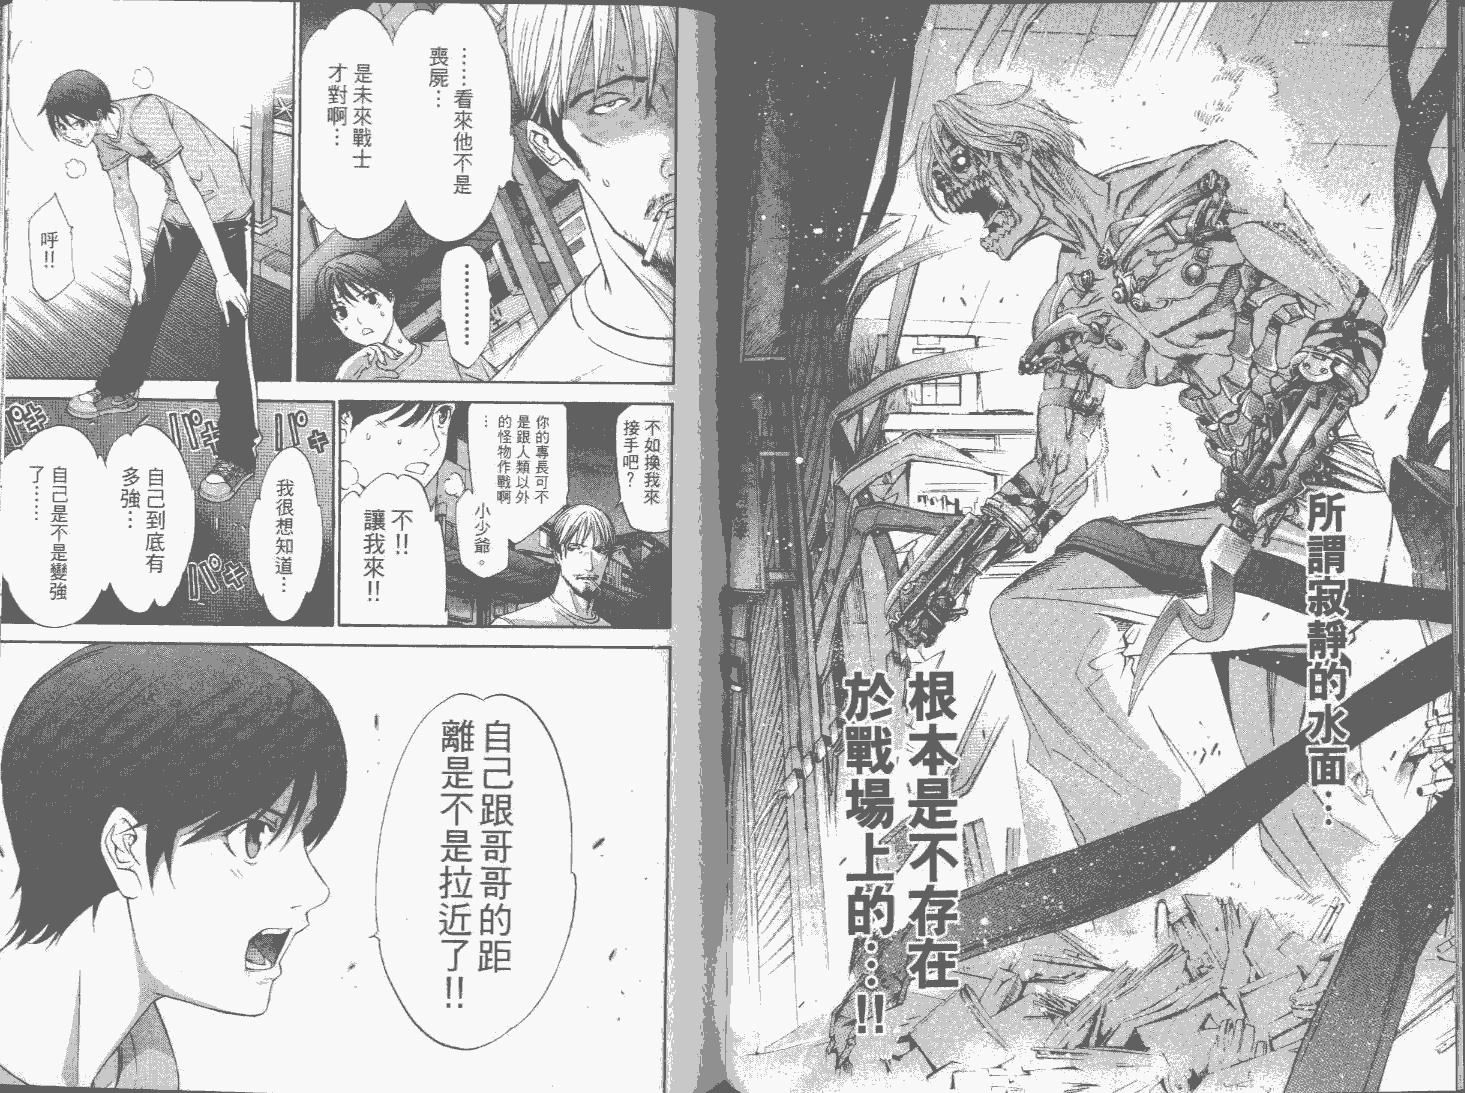 所謂寂靜的水面…
根本是不存在
於戰場上的……!!
……看來他不是
喪屍…
是未來戰士
才對啊…
…………
呼!!
不如換我來
接手吧?
你的專長可不
是跟人類以外
的怪物作戰啊
…
小少爺。
不!!
讓我來!!
パキ
パキ
パキ
パキ
我很想知道…
自己到底有
多強…
自己是不是變強
了……
自己跟哥哥的距
離是不是拉近了!!